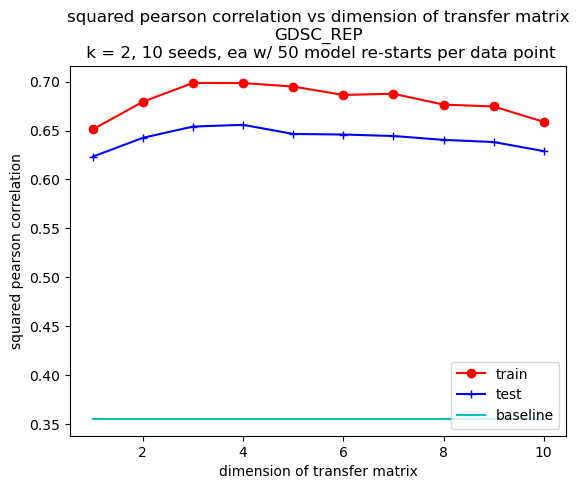 squared pearson correlation vs dimension of transfer matrix
GDSC_REP
k = 2, 10 seeds, ea w/ 50 model re-starts per data point
squared pearson correlation
0.70
0.65
0.60
0.55
0.50
0.45
0.40
0.35
train
test
baseline
2
4
6
8
10
dimension of transfer matrix